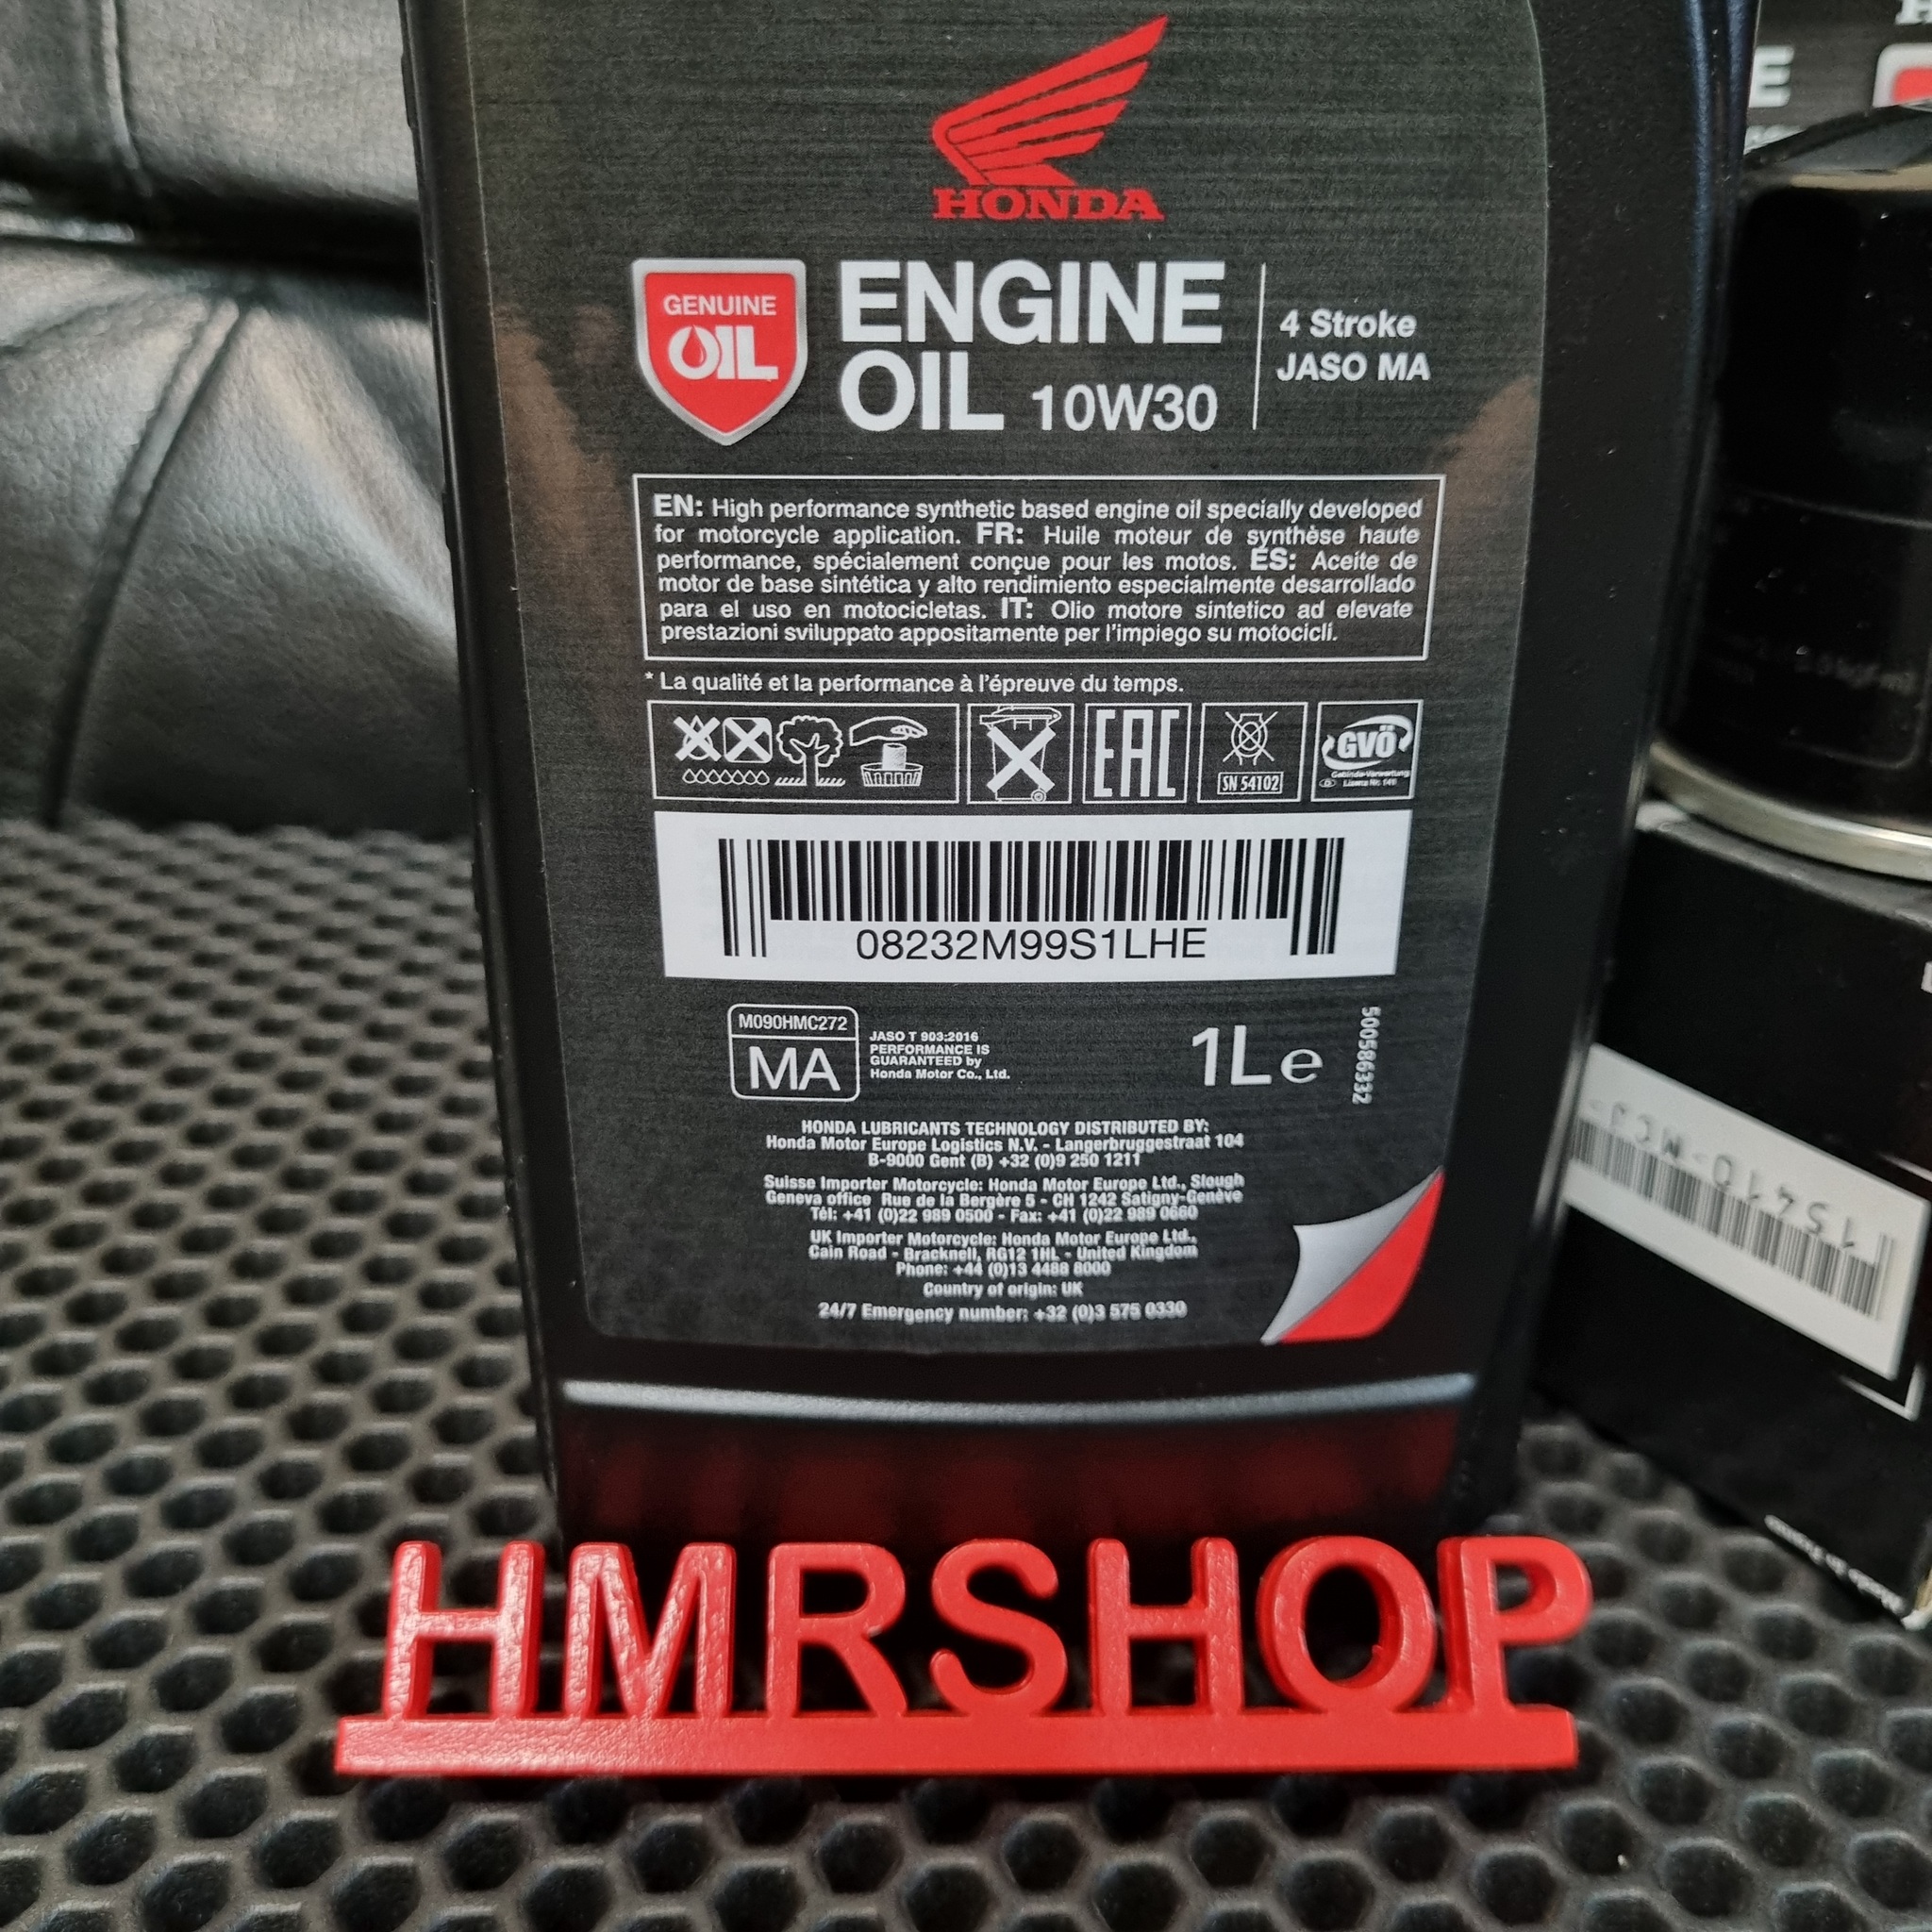 HONDA
GENUINE
OIL
ENGINE
OIL 10W30
4 Stroke
JASO MA
EN: High performance synthetic based engine oil specially developed
for motorcycle application. FR: Huile moteur de synthèse haute
performance, spécialement conçue pour les motos. ES: Aceite de
motor de base sintética y alto rendimiento especialmente desarrollado
para el uso en motocicletas. IT: Olio motore sintetico ad elevate
prestazioni sviluppato appositamente per l'impiego su motocicli.
* La qualité et la performance à l'épreuve du temps.
EAC
SN 54102
GVÖ
Gebinde-Verwertung
08232M99S1LHE
M090HMC272
MA
JASO T 903:2016
PERFORMANCE IS
GUARANTEED by
Honda Motor Co., Ltd.
1L e
500586332
HONDA LUBRICANTS TECHNOLOGY DISTRIBUTED BY:
Honda Motor Europe Logistics N.V. - Langerbruggestraat 104
B-9000 Gent (B) +32 (0)9 250 1211
Suisse Importer Motorcycle: Honda Motor Europe Ltd., Slough
Geneva office Rue de la Bergère 5 - CH 1242 Satigny-Genève
Tél: +41 (0)22 989 0500 - Fax: +41 (0)22 989 0660
UK Importer Motorcycle: Honda Motor Europe Ltd.,
Cain Road - Bracknell, RG12 1HL - United Kingdom
Phone: +44 (0)13 4488 8000
Country of origin: UK
24/7 Emergency number: +32 (0)3 575 0330
HMRSHOP